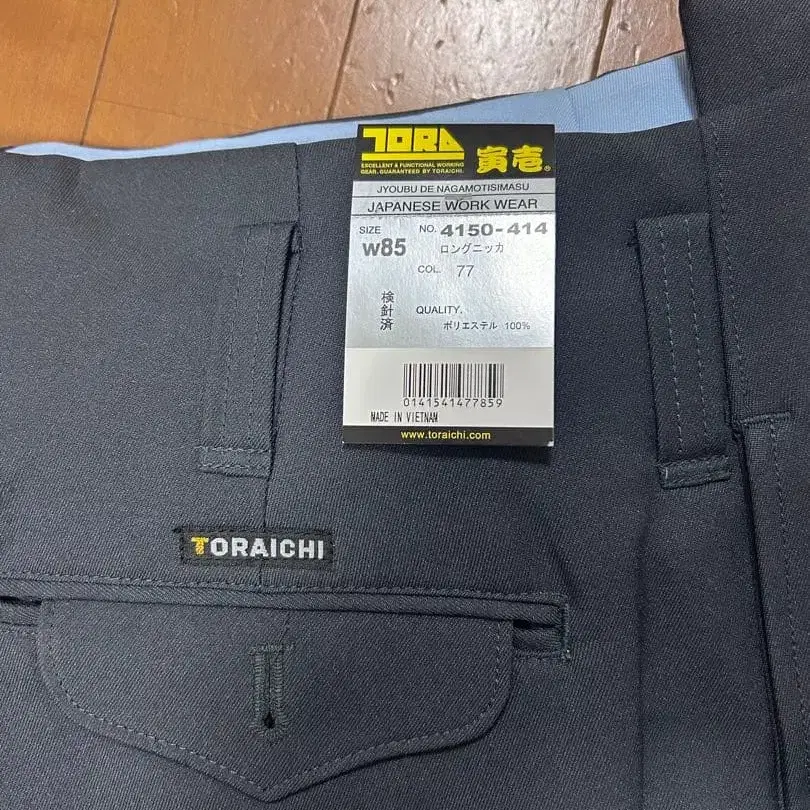 TORA 寅壱®
EXCELLENT & FUNCTIONAL WORKING
GEAR. GUARANTEED BY TORAICHI.
JYOUBU DE NAGAMOTISIMASU
JAPANESE WORK WEAR
SIZE NO. 4150-414
W85 ロングニッカ
COL. 77
検針済
QUALITY.
ポリエステル 100%
0141541477859
MADE IN VIETNAM
www.toraichi.com
TORAICHI